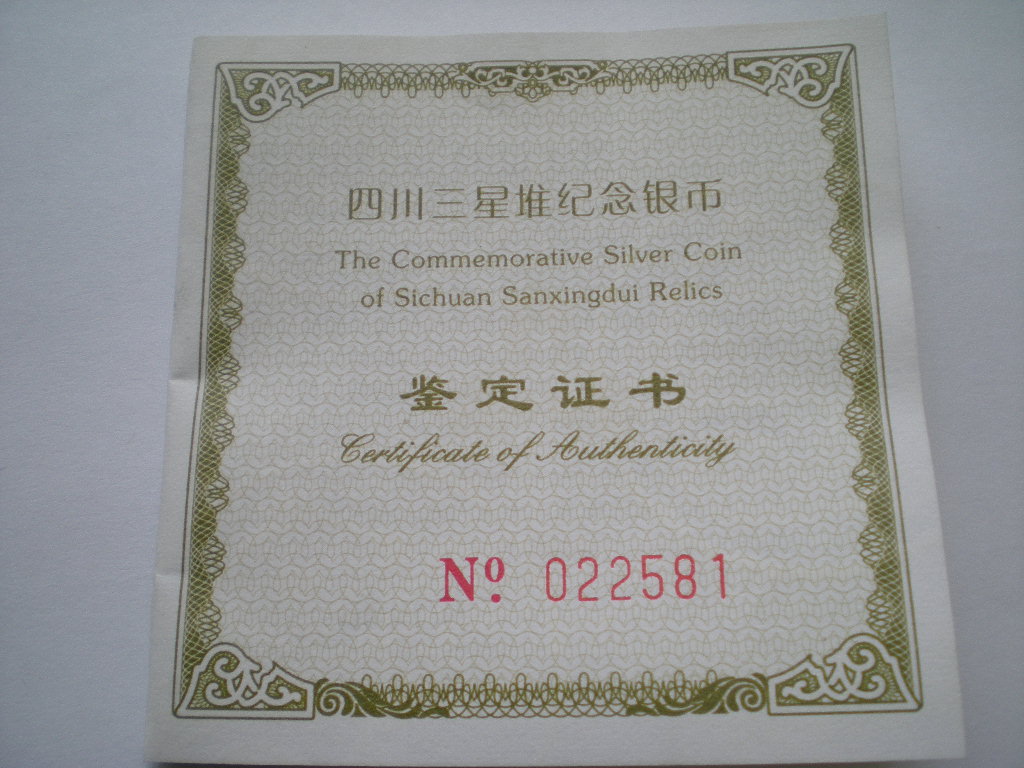 四川三星堆纪念银币
The Commemorative Silver Coin
of Sichuan Sanxingdui Relics
鉴定证书
Certificate of Authenticity
Nº 022581